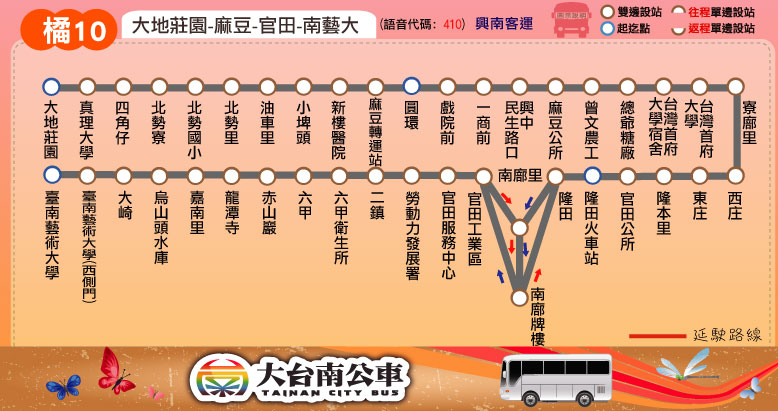 橘10
大地莊園-麻豆-官田-南藝大
(語音代碼: 410)
興南客運
雙邊設站
往程單邊設站
起迄點
返程單邊設站
大地莊園
真理大學
四角仔
北勢寮
北勢國小
北勢里
油車里
小埤頭
新樓醫院
麻豆轉運站
圓環
戲院前
一商前
興中
民生路口
麻豆公所
曾文農工
總爺糖廠
台灣首府
大學宿舍
台灣首府
大學
寮廍里
西庄
東庄
隆本里
官田公所
隆田火車站
隆田
南廍里
南廍牌樓
官田工業區
官田服務中心
勞動力發展署
二鎮
六甲衛生所
六甲
赤山巖
龍潭寺
嘉南里
烏山頭水庫
大崎
臺南藝術大學(西側門)
臺南藝術大學
延駛路線
大台南公車
TAINAN CITY BUS